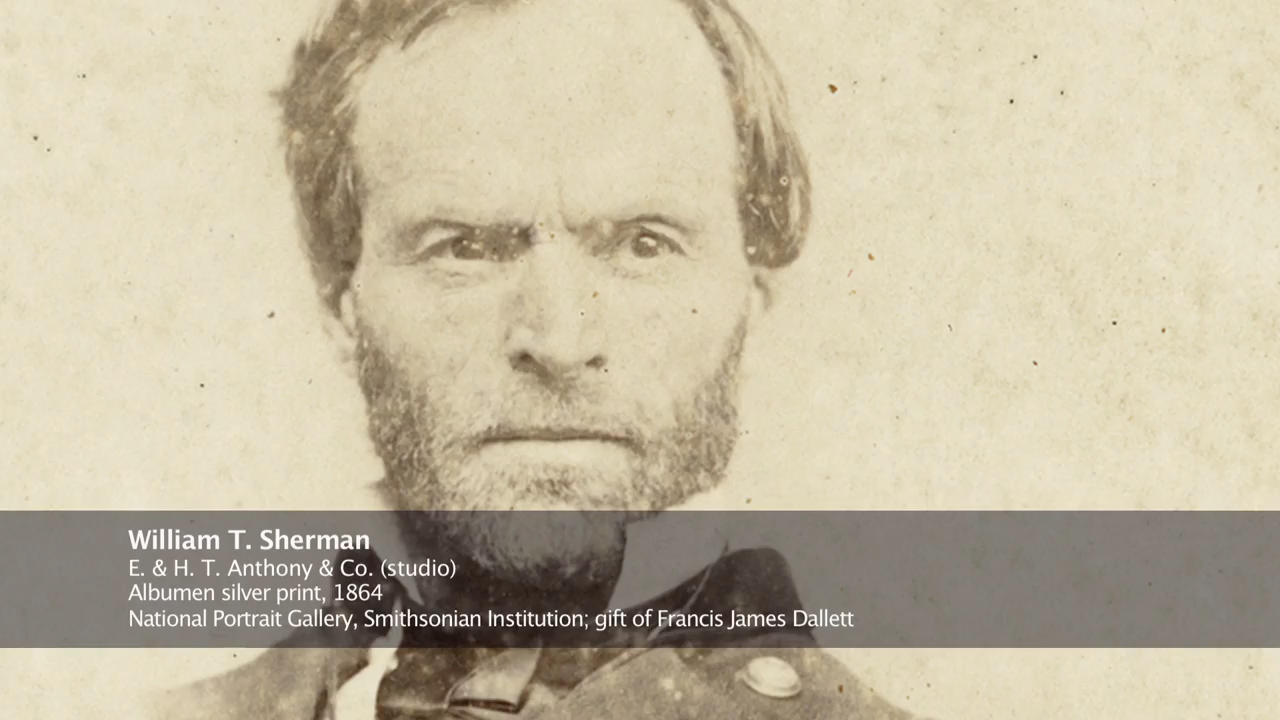 William T. Sherman
E. & H. T. Anthony & Co. (studio)
Albumen silver print, 1864
National Portrait Gallery, Smithsonian Institution; gift of Francis James Dallett